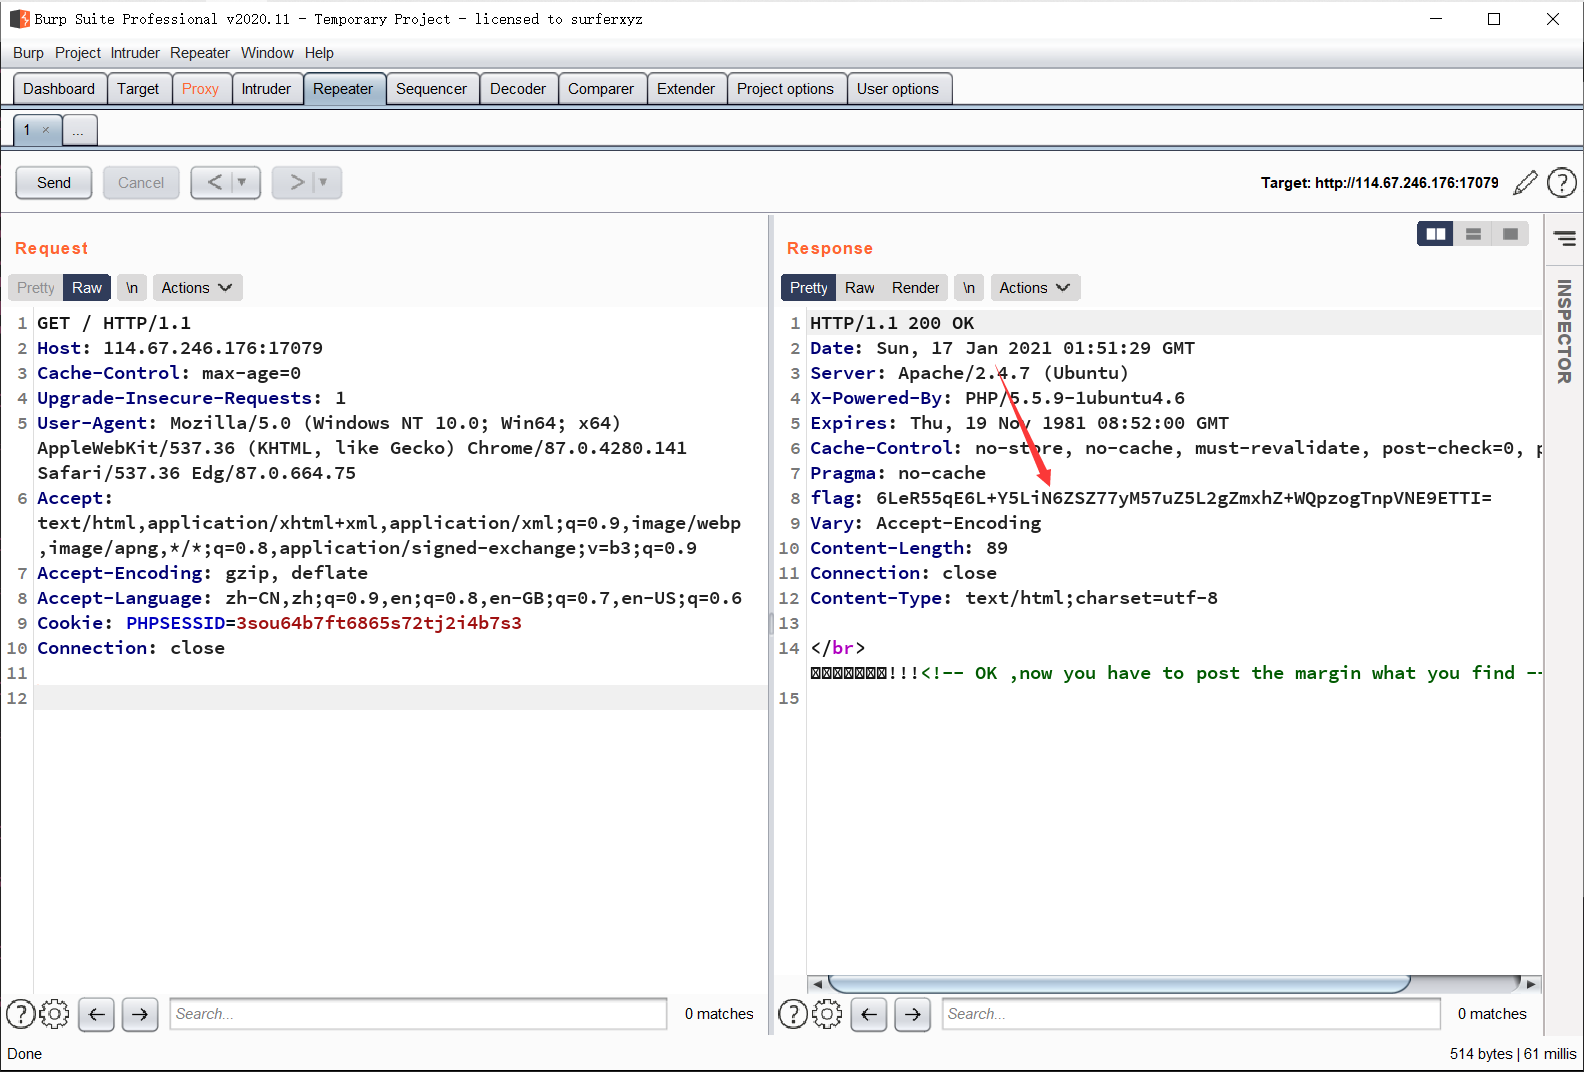 Burp Suite Professional v2020.11 - Temporary Project - licensed to surferxyz
Burp Project Intruder Repeater Window Help
Dashboard Target Proxy Intruder Repeater Sequencer Decoder Comparer Extender Project options User options
1 × ...
Send Cancel < ▼ > ▼ Target: http://114.67.246.176:17079 ?
Request
Pretty Raw \n Actions
1 GET / HTTP/1.1
2 Host: 114.67.246.176:17079
3 Cache-Control: max-age=0
4 Upgrade-Insecure-Requests: 1
5 User-Agent: Mozilla/5.0 (Windows NT 10.0; Win64; x64)
AppleWebKit/537.36 (KHTML, like Gecko) Chrome/87.0.4280.141
Safari/537.36 Edg/87.0.664.75
6 Accept:
text/html,application/xhtml+xml,application/xml;q=0.9,image/webp
,image/apng,*/*;q=0.8,application/signed-exchange;v=b3;q=0.9
7 Accept-Encoding: gzip, deflate
8 Accept-Language: zh-CN,zh;q=0.9,en;q=0.8,en-GB;q=0.7,en-US;q=0.6
9 Cookie: PHPSESSID=3sou64b7ft6865s72tj2i4b7s3
10 Connection: close
11
12
? Search... 0 matches
Response
Pretty Raw Render \n Actions
1 HTTP/1.1 200 OK
2 Date: Sun, 17 Jan 2021 01:51:29 GMT
3 Server: Apache/2.4.7 (Ubuntu)
4 X-Powered-By: PHP/5.5.9-1ubuntu4.6
5 Expires: Thu, 19 Nov 1981 08:52:00 GMT
6 Cache-Control: no-store, no-cache, must-revalidate, post-check=0,
7 Pragma: no-cache
8 flag: 6LeR55qE6L+Y5LiN6ZSZ77yM57uZ5L2gZmxhZ+WQpzogTnpVNE9ETTI=
9 Vary: Accept-Encoding
10 Content-Length: 89
11 Connection: close
12 Content-Type: text/html;charset=utf-8
13
14 </br>
!!!<!-- OK ,now you have to post the margin what you find --
15
? Search... 0 matches
INSPECTOR
Done 514 bytes | 61 millis